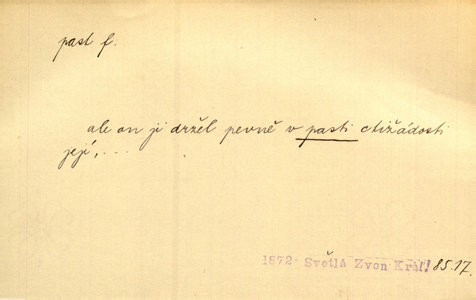 past f.
ale on ji držel pevně v pasti ctižádosti
její, ...
1872 Světlá Zvon Král. 85.17.